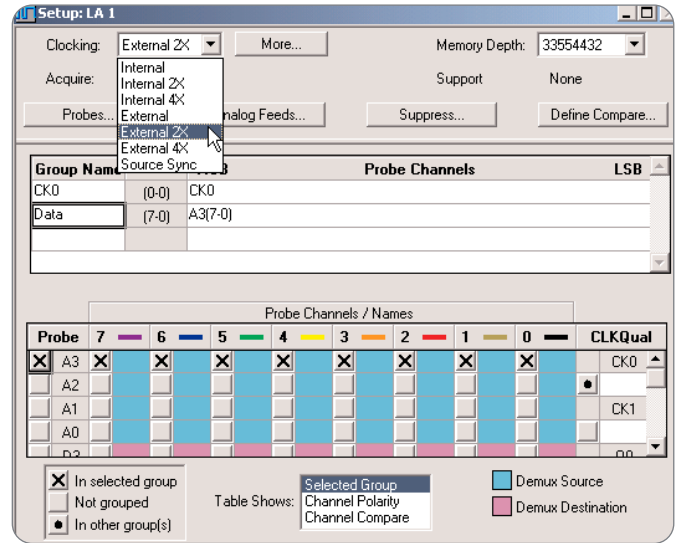 Setup: LA 1
Clocking: External 2X More... Memory Depth: 33554432
Acquire: Support None
Internal
Internal 2X
Internal 4X
External
External 2X
External 4X
Source Sync
Probes... nalog Feeds... Suppress... Define Compare...
Group Name Probe Channels LSB
CK0 (0-0) CK0
Data (7-0) A3(7-0)
Probe Channels / Names
Probe 7 6 5 4 3 2 1 0 CLKQual
A3 CK0
A2
A1 CK1
A0
In selected group
Not grouped
In other group(s)
Table Shows:
Selected Group
Channel Polarity
Channel Compare
Demux Source
Demux Destination